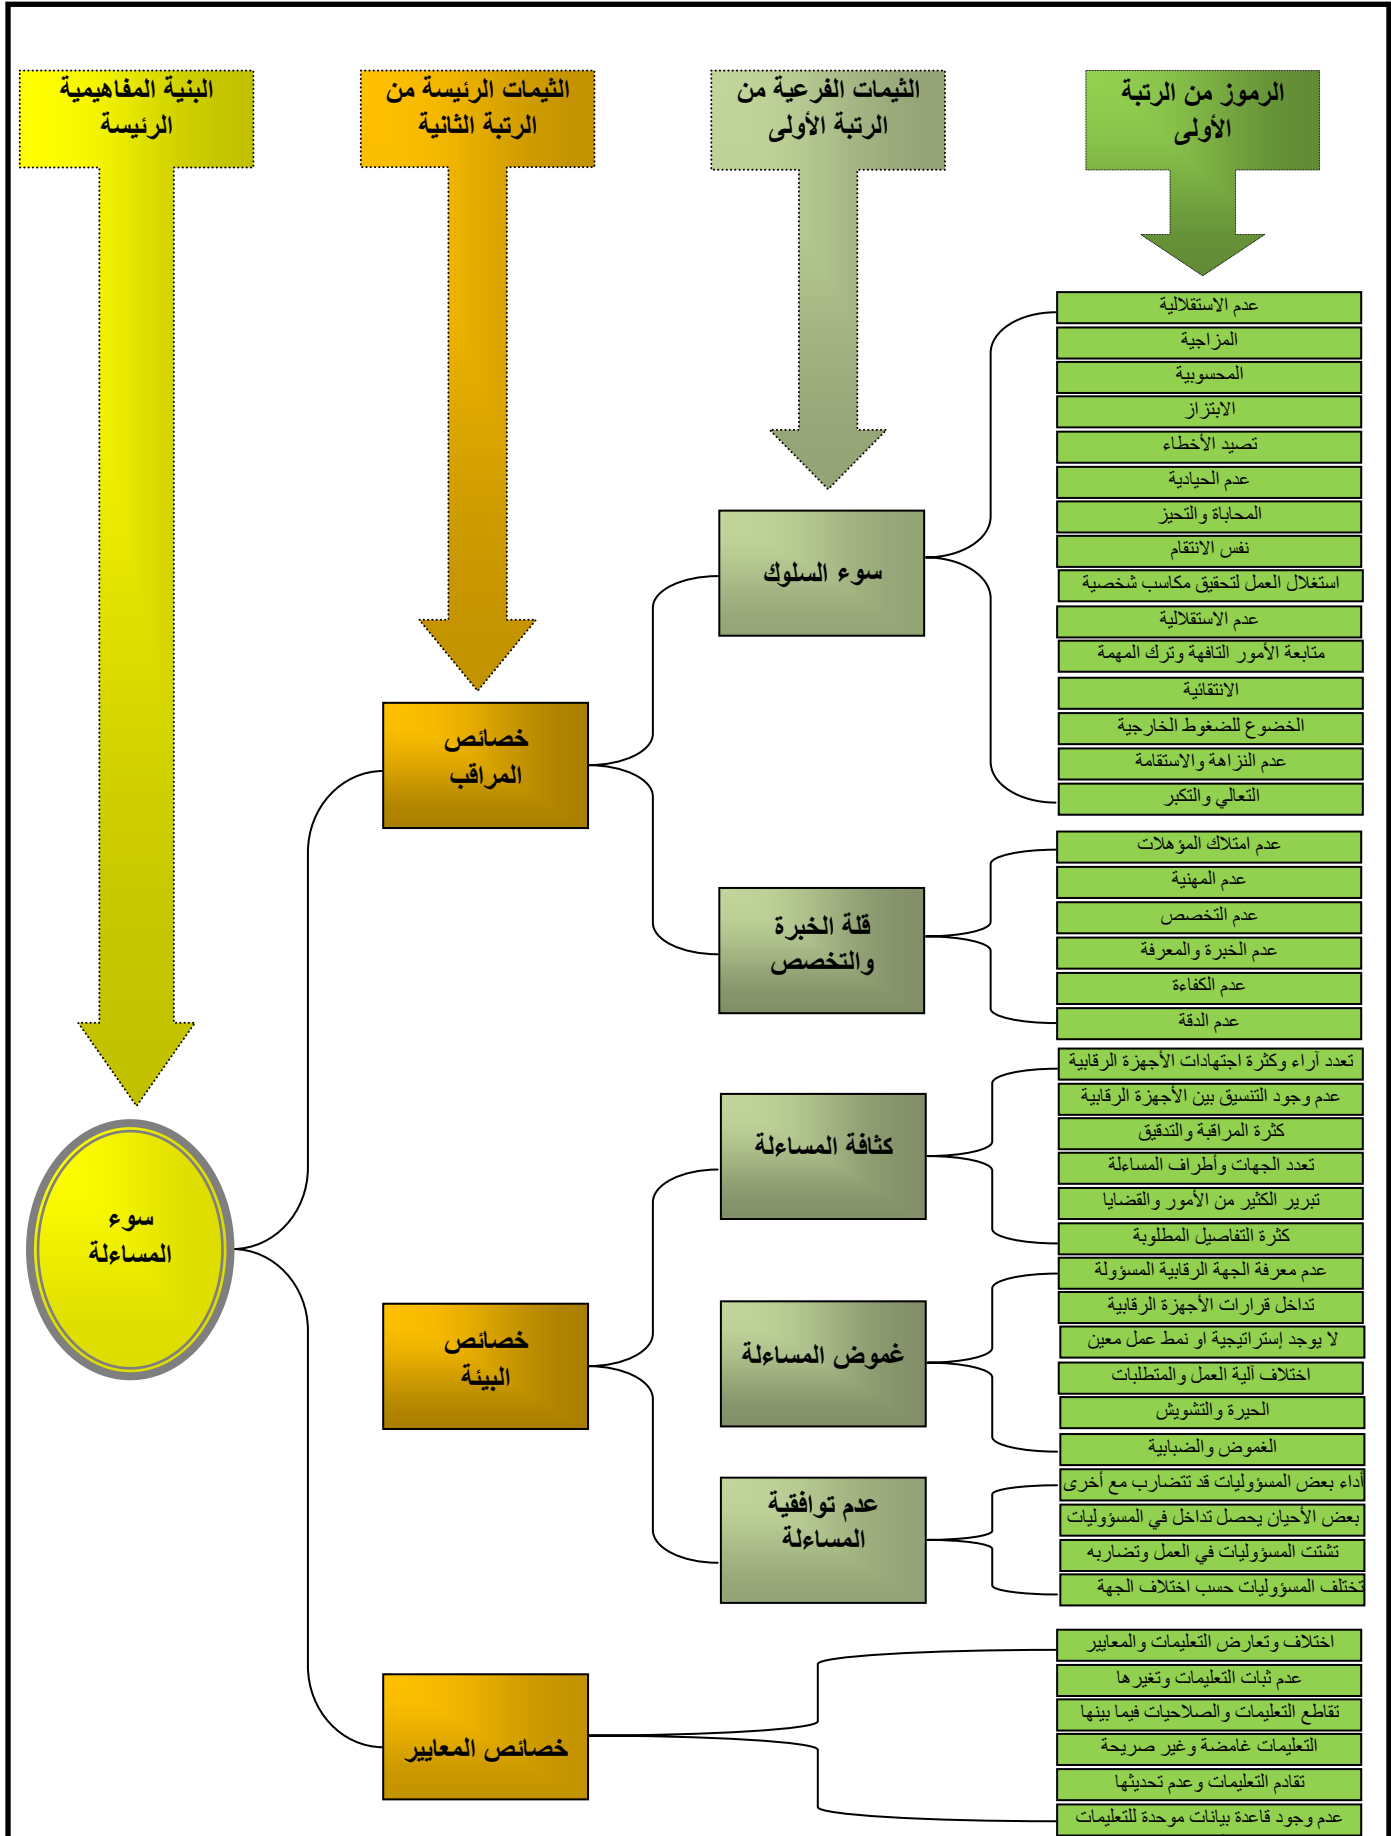 الرموز من الرتبة
الأولى
الثيمات الفرعية من
الرتبة الأولى
الثيمات الرئيسة من
الرتبة الثانية
البنية المفاهيمية
الرئيسة
عدم الاستقلالية
المزاجية
المحسوبية
الابتزاز
تصيد الأخطاء
عدم الحيادية
المحاباة والتحيز
نفس الانتقام
استغلال العمل لتحقيق مكاسب شخصية
عدم الاستقلالية
متابعة الأمور التافهة وترك المهمة
الانتقائية
الخضوع للضغوط الخارجية
عدم النزاهة والاستقامة
التعالي والتكبر
سوء السلوك
عدم امتلاك المؤهلات
عدم المهنية
عدم التخصص
عدم الخبرة والمعرفة
عدم الكفاءة
عدم الدقة
قلة الخبرة
والتخصص
خصائص
المراقب
تعدد آراء وكثرة اجتهادات الأجهزة الرقابية
عدم وجود التنسيق بين الأجهزة الرقابية
كثرة المراقبة والتدقيق
تعدد الجهات وأطراف المساءلة
تبرير الكثير من الأمور والقضايا
كثرة التفاصيل المطلوبة
كثافة المساءلة
عدم معرفة الجهة الرقابية المسؤولة
تداخل قرارات الأجهزة الرقابية
لا يوجد إستراتيجية او نمط عمل معين
اختلاف آلية العمل والمتطلبات
الحيرة والتشويش
الغموض والضبابية
غموض المساءلة
أداء بعض المسؤوليات قد تتضارب مع أخرى
بعض الأحيان يحصل تداخل في المسؤوليات
تشتت المسؤوليات في العمل وتضاربه
تختلف المسؤوليات حسب اختلاف الجهة
عدم توافقية
المساءلة
خصائص
البيئة
اختلاف وتعارض التعليمات والمعايير
عدم ثبات التعليمات وتغيرها
تقاطع التعليمات والصلاحيات فيما بينها
التعليمات غامضة وغير صريحة
تقادم التعليمات وعدم تحديثها
عدم وجود قاعدة بيانات موحدة للتعليمات
خصائص المعايير
سوء
المساءلة